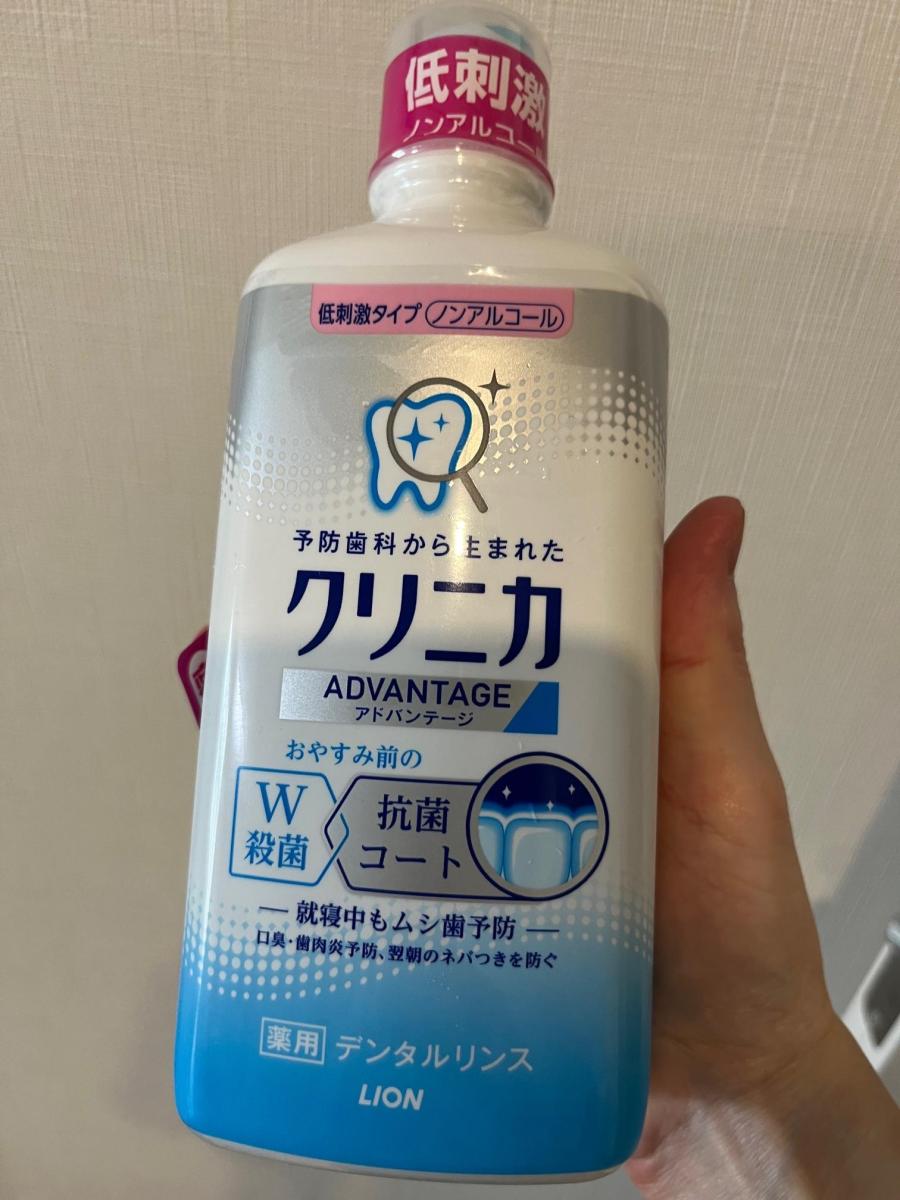 低刺激
ノンアルコール
低刺激タイプ ノンアルコール
予防歯科から生まれた
クリニカ
ADVANTAGE
アドバンテージ
おやすみ前の
W
殺菌
抗菌
コート
就寝中もムシ歯予防
口臭・歯肉炎予防、翌朝のネバつきを防ぐ
薬用 デンタルリンス
LION